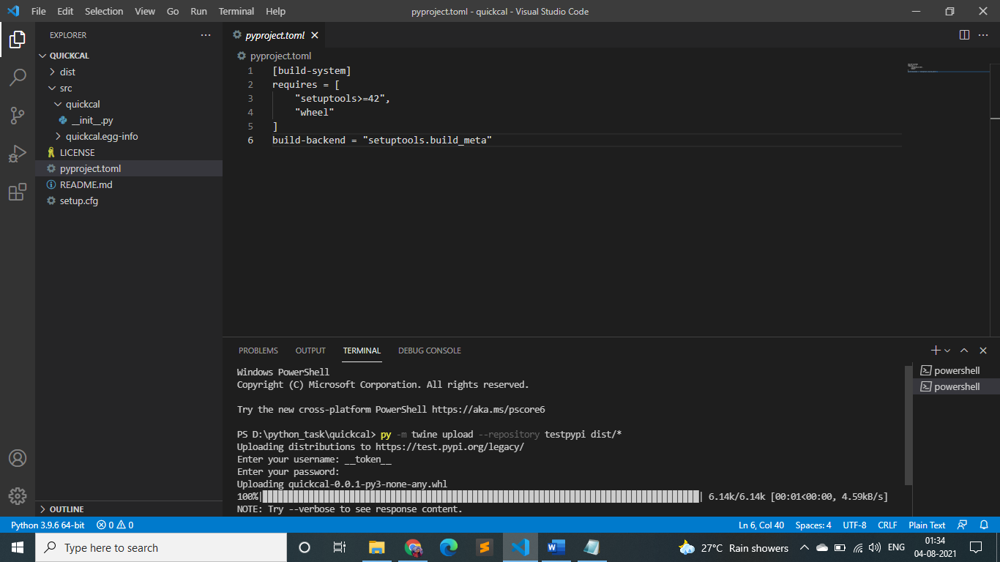 File Edit Selection View Go Run Terminal Help
pyproject.toml - quickcal - Visual Studio Code
EXPLORER
QUICKCAL
dist
src
quickcal
__init__.py
quickcal.egg-info
LICENSE
pyproject.toml
README.md
setup.cfg
OUTLINE
pyproject.toml
pyproject.toml
1 [build-system]
2 requires = [
3 "setuptools>=42",
4 "wheel"
5 ]
6 build-backend = "setuptools.build_meta"
PROBLEMS OUTPUT TERMINAL DEBUG CONSOLE
Windows PowerShell
Copyright (C) Microsoft Corporation. All rights reserved.
Try the new cross-platform PowerShell https://aka.ms/pscore6
PS D:\python_task\quickcal> py -m twine upload --repository testpypi dist/*
Uploading distributions to https://test.pypi.org/legacy/
Enter your username: __token__
Enter your password:
Uploading quickcal-0.0.1-py3-none-any.whl
100%| | 6.14k/6.14k [00:01<00:00, 4.59kB/s]
NOTE: Try --verbose to see response content.
powershell
powershell
Python 3.9.6 64-bit 0 0 Ln 6, Col 40 Spaces: 4 UTF-8 CRLF Plain Text
Type here to search
27°C Rain showers
ENG
01:34
04-08-2021